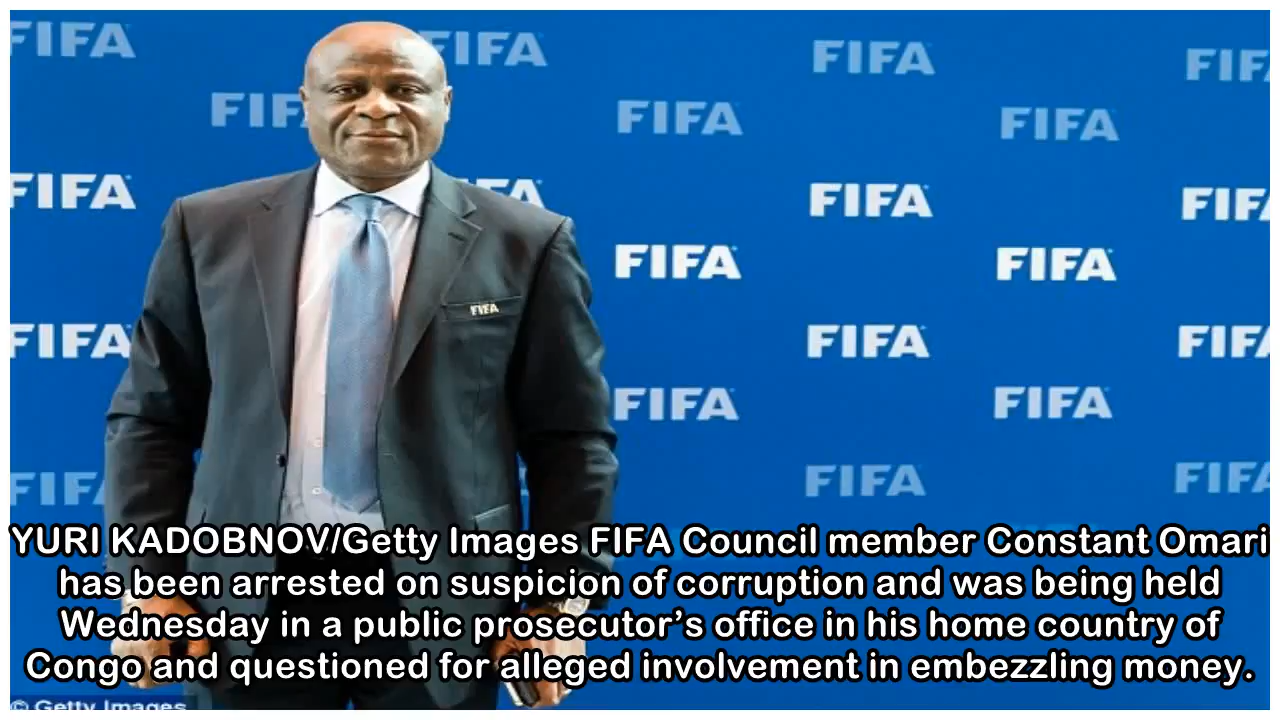 FIFA FIFA FIFA FIFA
FIF FIFA FIFA
FIFA FIFA FIFA FIFA
FIFA FIFA
FIFA
FIFA FIFA FIFA
FIFA FIFA
FIFA FIFA FIFA
YURI KADOBNOV/Getty Images FIFA Council member Constant Omari
has been arrested on suspicion of corruption and was being held
Wednesday in a public prosecutor’s office in his home country of
Congo and questioned for alleged involvement in embezzling money.
© Getty Images